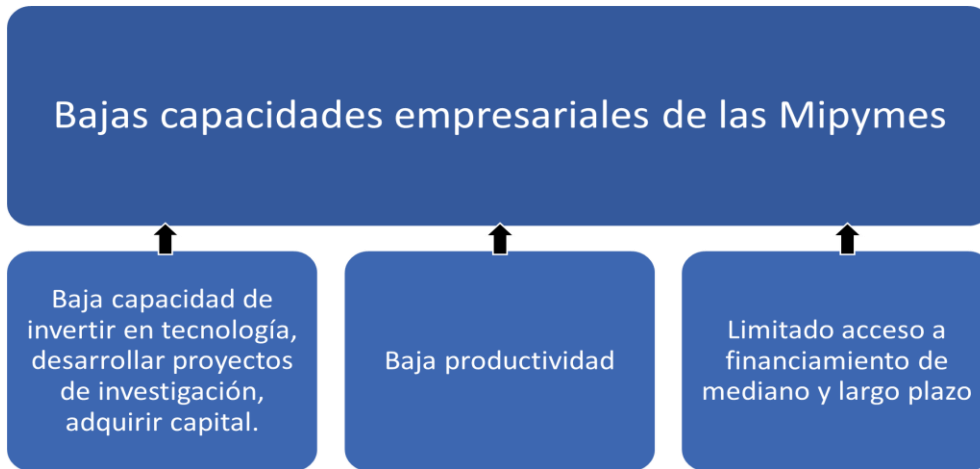 Bajas capacidades empresariales de las Mipymes
Baja capacidad de
invertir en tecnología,
desarrollar proyectos
de investigación,
adquirir capital.
Baja productividad
Limitado acceso a
financiamiento de
mediano y largo plazo